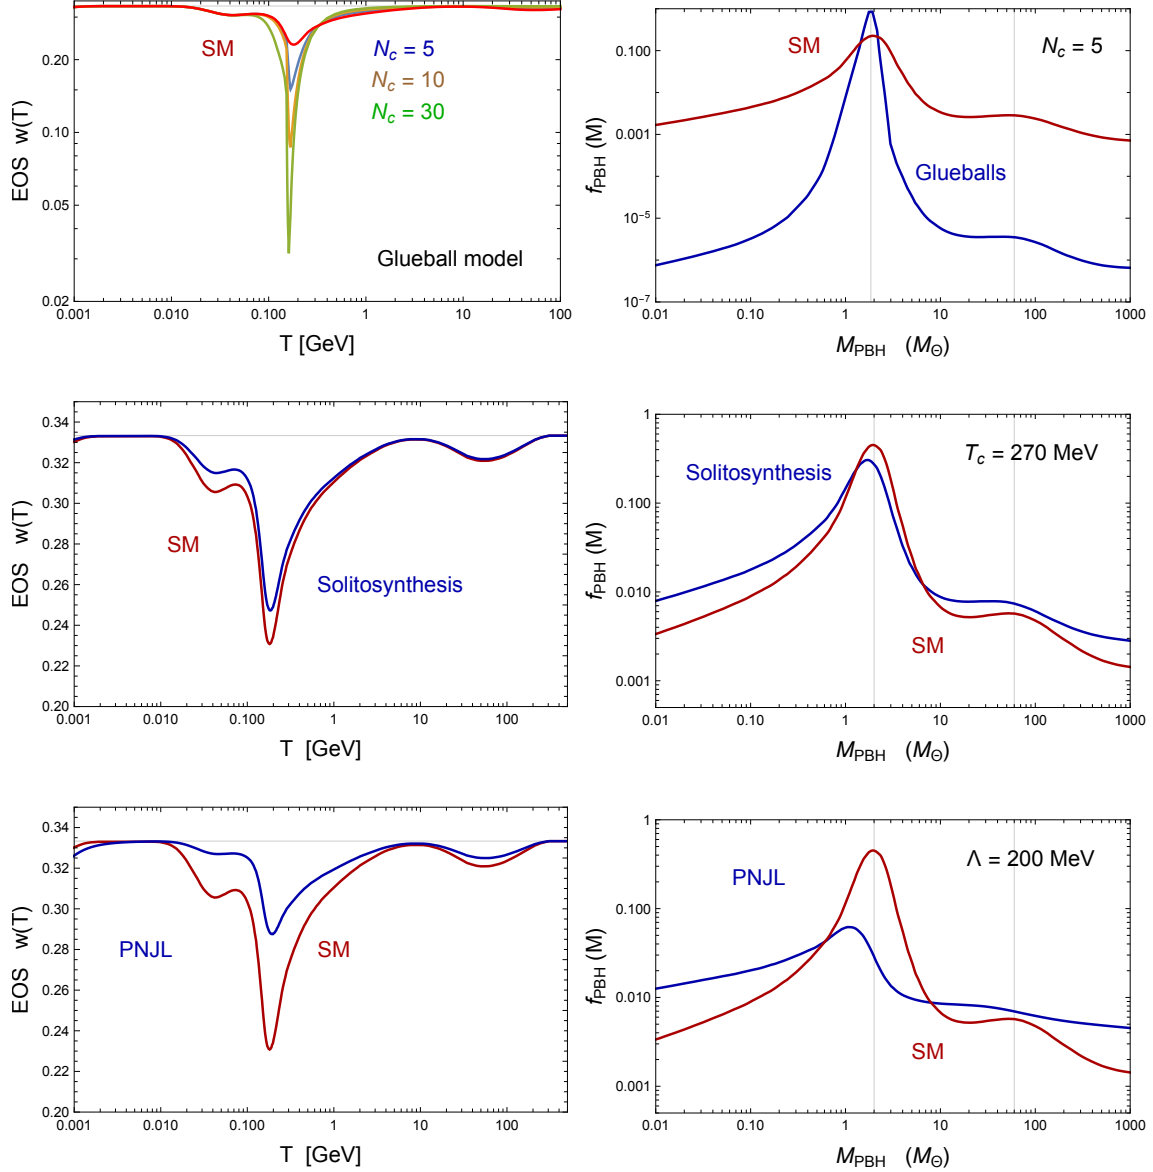 EOS w(T)
0.20
0.10
0.05
0.02
SM
N_c = 5
N_c = 10
N_c = 30
Glueball model
0.001 0.010 0.100 1 10 100
T [GeV]
f_PBH (M)
0.100
0.001
10^-5
10^-7
SM
N_c = 5
Glueballs
0.01 0.10 1 10 100 1000
M_PBH (M_Θ)
EOS w(T)
0.34
0.32
0.30
0.28
0.26
0.24
0.22
0.20
SM
Solitosynthesis
0.001 0.010 0.100 1 10 100
T [GeV]
f_PBH (M)
1
0.100
0.010
0.001
T_c = 270 MeV
Solitosynthesis
SM
0.01 0.10 1 10 100 1000
M_PBH (M_Θ)
EOS w(T)
0.34
0.32
0.30
0.28
0.26
0.24
0.22
0.20
PNJL
SM
0.001 0.010 0.100 1 10 100
T [GeV]
f_PBH (M)
1
0.100
0.010
0.001
Λ = 200 MeV
PNJL
SM
0.01 0.10 1 10 100 1000
M_PBH (M_Θ)